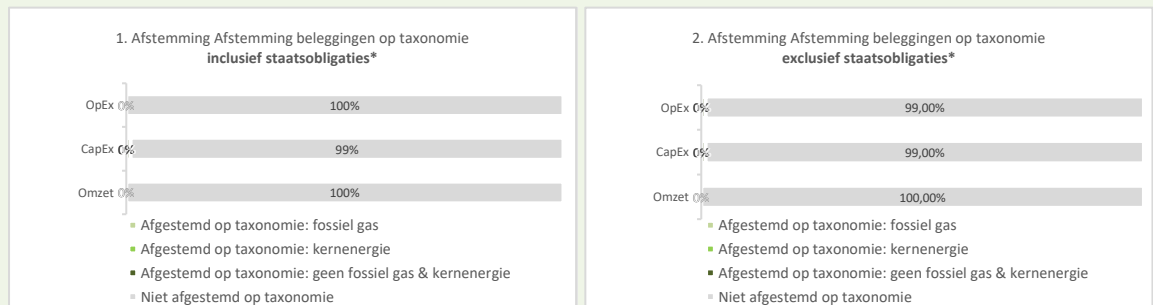 1. Afstemming Afstemming beleggingen op taxonomie
inclusief staatsobligaties*
OpEx 0% 100%
CapEx 0% 99%
Omzet 0% 100%
Afgestemd op taxonomie: fossiel gas
Afgestemd op taxonomie: kernenergie
Afgestemd op taxonomie: geen fossiel gas & kernenergie
Niet afgestemd op taxonomie
2. Afstemming Afstemming beleggingen op taxonomie
exclusief staatsobligaties*
OpEx 0% 99,00%
CapEx 0% 99,00%
Omzet 0% 100,00%
Afgestemd op taxonomie: fossiel gas
Afgestemd op taxonomie: kernenergie
Afgestemd op taxonomie: geen fossiel gas & kernenergie
Niet afgestemd op taxonomie